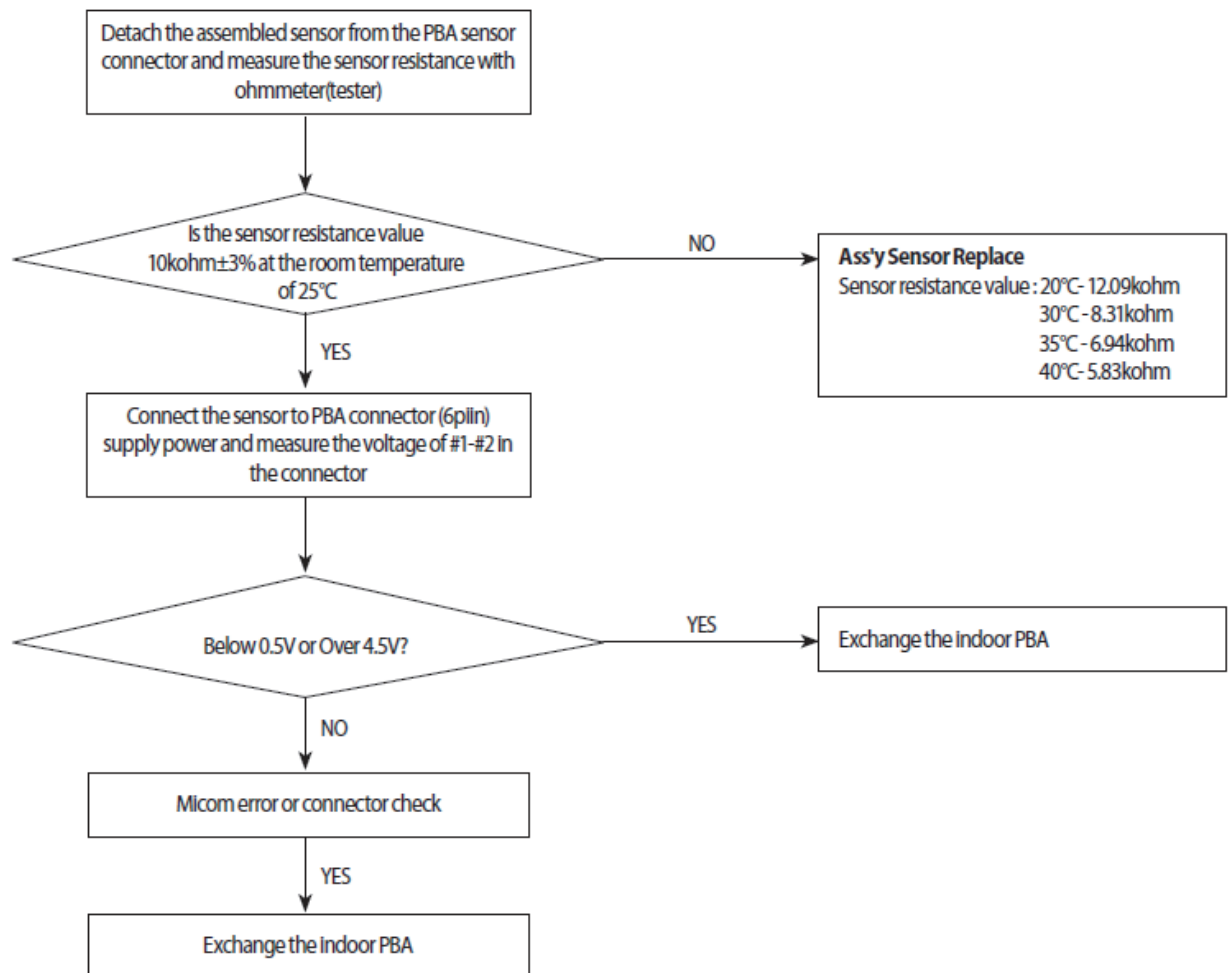 Detach the assembled sensor from the PBA sensor
connector and measure the sensor resistance with
ohmmeter(tester)
Is the sensor resistance value
10kohm±3% at the room temperature
of 25°C
NO
Ass'y Sensor Replace
Sensor resistance value : 20°C- 12.09kohm
30°C - 8.31kohm
35°C - 6.94kohm
40°C- 5.83kohm
YES
Connect the sensor to PBA connector (6piin)
supply power and measure the voltage of #1-#2 in
the connector
Below 0.5V or Over 4.5V?
YES
Exchange the indoor PBA
NO
Micom error or connector check
YES
Exchange the indoor PBA